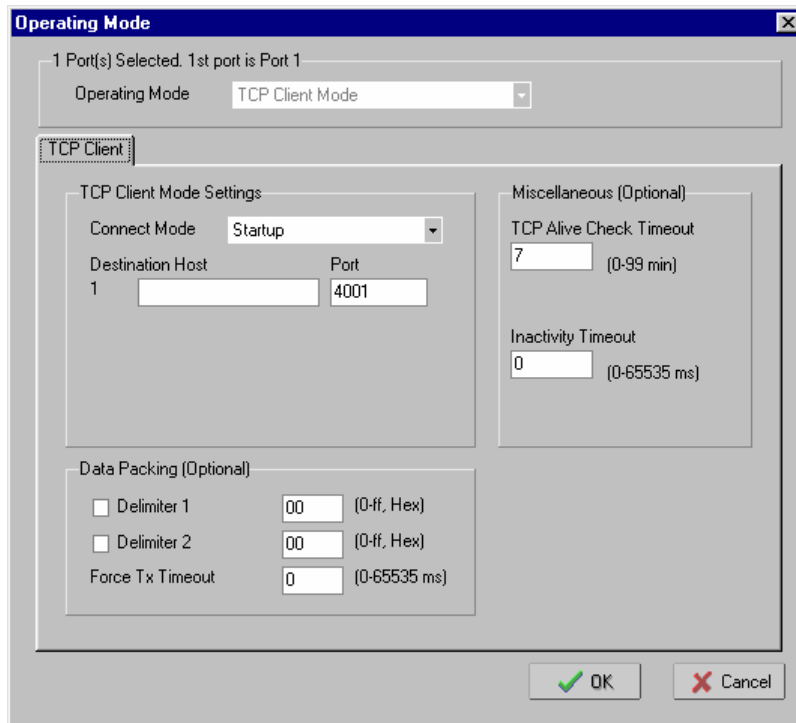 Operating Mode
1 Port(s) Selected. 1st port is Port 1
Operating Mode TCP Client Mode
TCP Client
TCP Client Mode Settings
Connect Mode Startup
Destination Host Port
1 4001
Miscellaneous (Optional)
TCP Alive Check Timeout
7 (0-99 min)
Inactivity Timeout
0 (0-65535 ms)
Data Packing (Optional)
Delimiter 1 00 (0-ff, Hex)
Delimiter 2 00 (0-ff, Hex)
Force Tx Timeout 0 (0-65535 ms)
OK Cancel